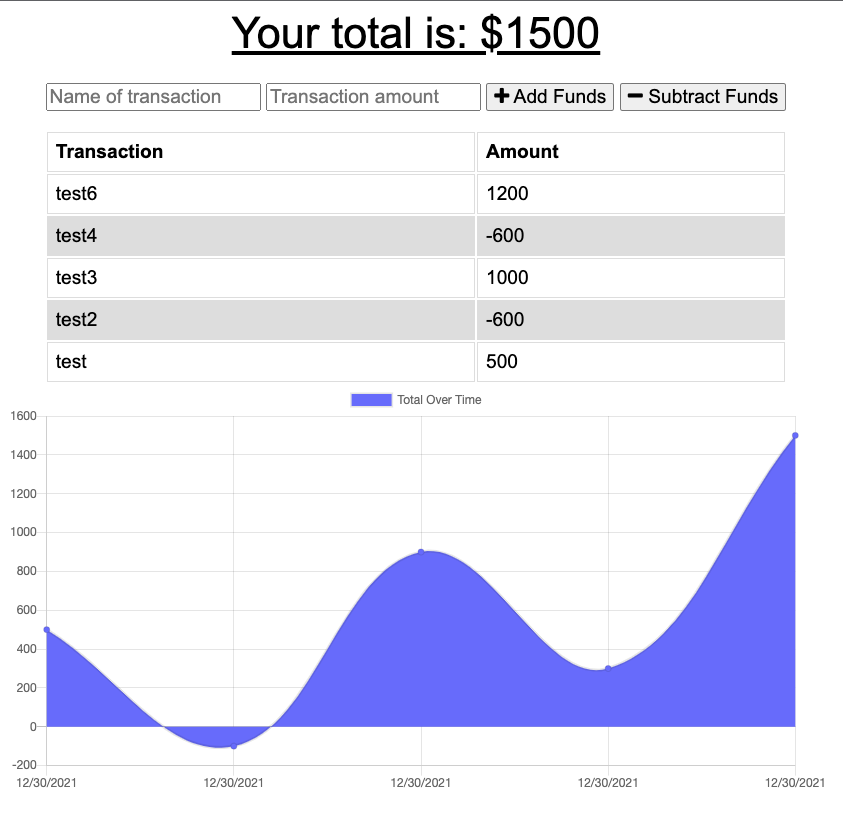 Your total is: $1500
Name of transaction Transaction amount + Add Funds − Subtract Funds
Transaction Amount
test6 1200
test4 -600
test3 1000
test2 -600
test 500
Total Over Time
1600
1400
1200
1000
800
600
400
200
0
-200
12/30/2021 12/30/2021 12/30/2021 12/30/2021 12/30/2021